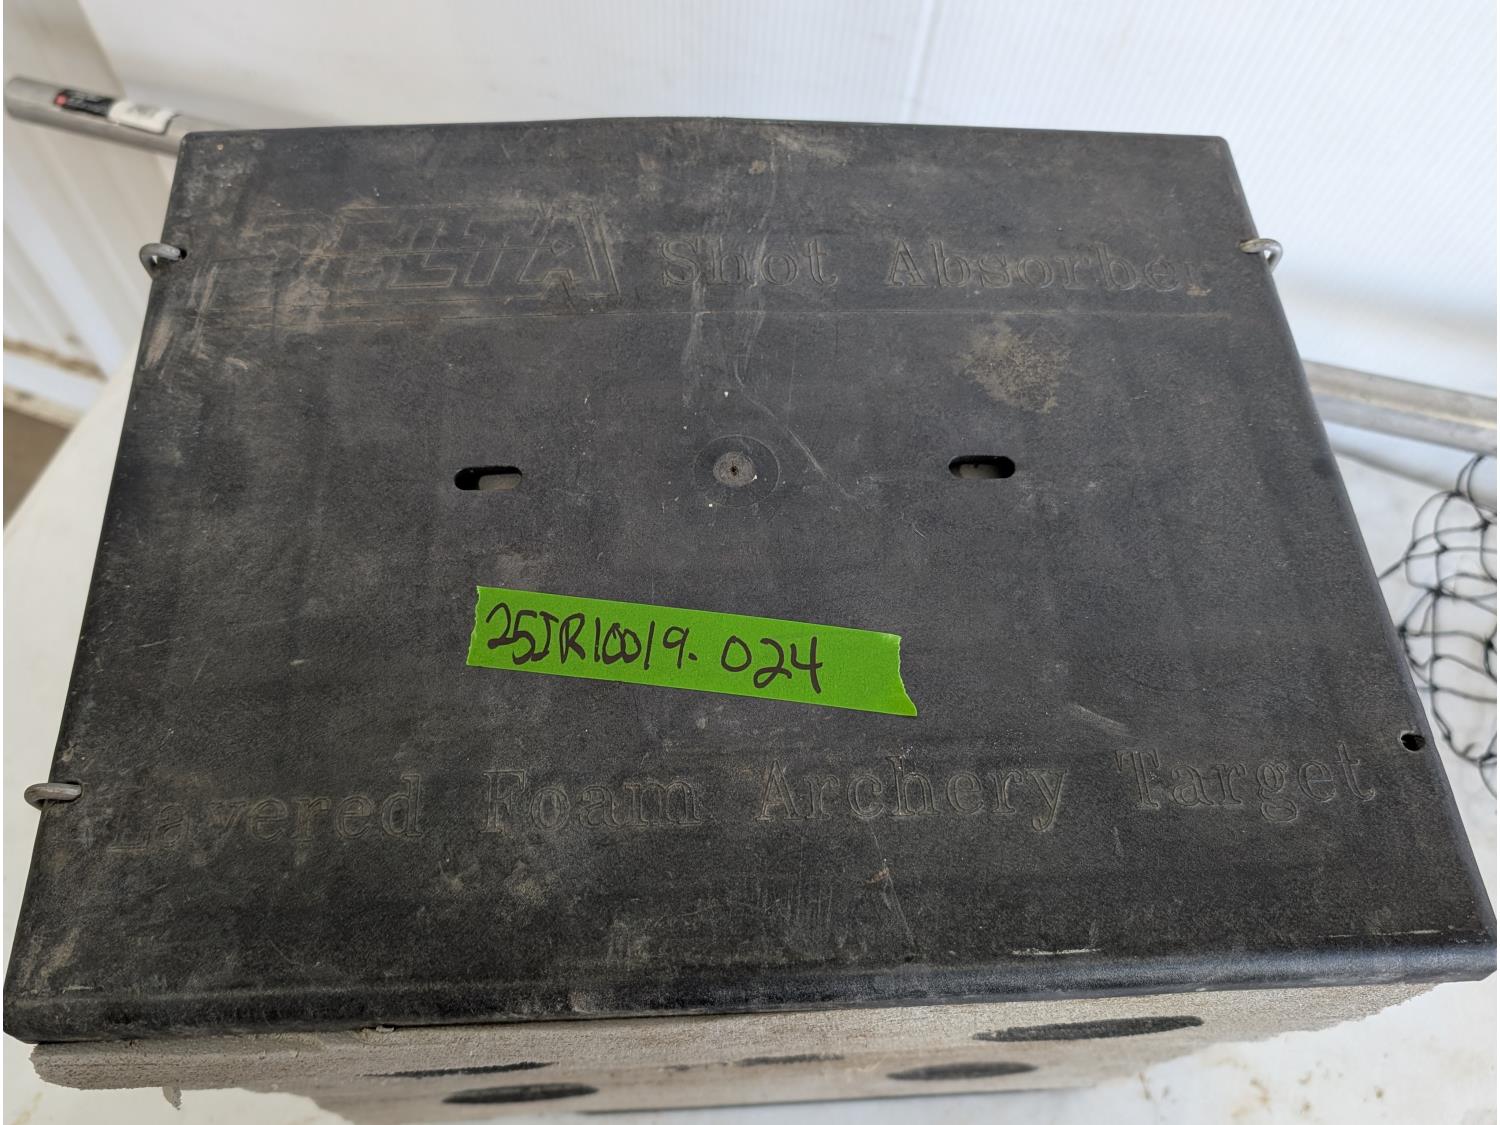 DELTA Shot Absorber
25JR10019. 024
Layered Foam Archery Target